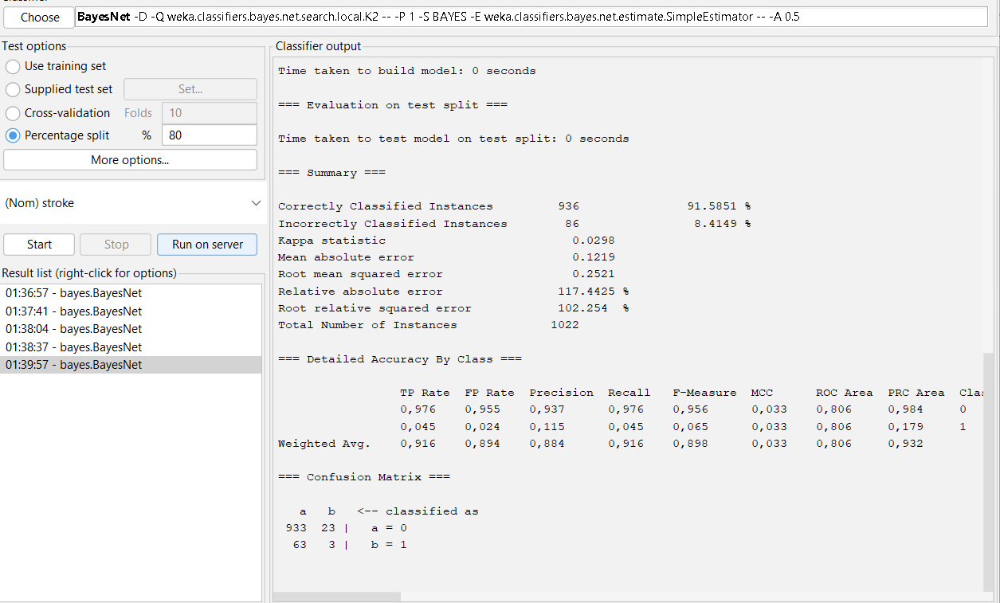 Choose BayesNet -D -Q weka.classifiers.bayes.net.search.local.K2 -- -P 1 -S BAYES -E weka.classifiers.bayes.net.estimate.SimpleEstimator -- -A 0.5
Test options
Use training set
Supplied test set Set...
Cross-validation Folds 10
Percentage split % 80
More options...
(Nom) stroke
Start Stop Run on server
Result list (right-click for options)
01:36:57 - bayes.BayesNet
01:37:41 - bayes.BayesNet
01:38:04 - bayes.BayesNet
01:38:37 - bayes.BayesNet
01:39:57 - bayes.BayesNet
Classifier output
Time taken to build model: 0 seconds
=== Evaluation on test split ===
Time taken to test model on test split: 0 seconds
=== Summary ===
Correctly Classified Instances 936 91.5851 %
Incorrectly Classified Instances 86 8.4149 %
Kappa statistic 0.0298
Mean absolute error 0.1219
Root mean squared error 0.2521
Relative absolute error 117.4425 %
Root relative squared error 102.254 %
Total Number of Instances 1022
=== Detailed Accuracy By Class ===
TP Rate FP Rate Precision Recall F-Measure MCC ROC Area PRC Area Clas
0,976 0,955 0,937 0,976 0,956 0,033 0,806 0,984 0
0,045 0,024 0,115 0,045 0,065 0,033 0,806 0,179 1
Weighted Avg. 0,916 0,894 0,884 0,916 0,898 0,033 0,806 0,932
=== Confusion Matrix ===
a b <-- classified as
933 23 | a = 0
63 3 | b = 1